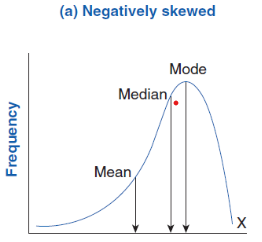 (a) Negatively skewed
Mode
Median
Mean
Frequency
X